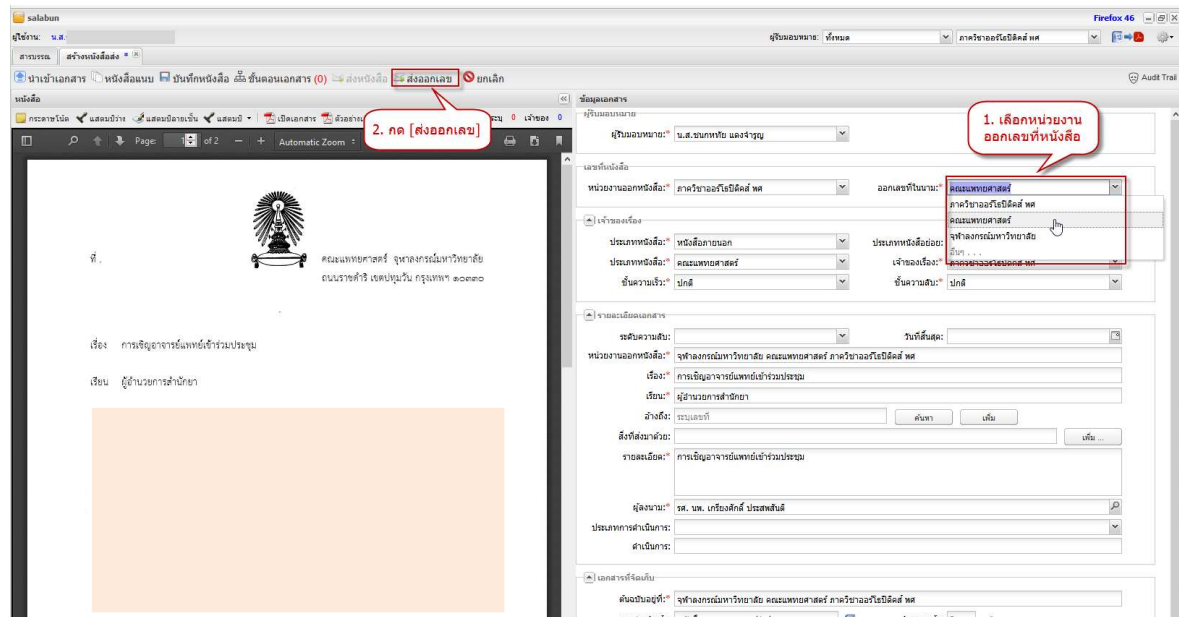 salabun
Firefox 46
ผู้ใช้งาน: น.ส.
ผู้รับมอบหมาย: ทั้งหมด
ภาควิชาออร์โธปิดิคส์ พศ
สารบรรณ
สร้างหนังสือส่ง *
นำเข้าเอกสาร
หนังสือแนบ
บันทึกหนังสือ
ขั้นตอนเอกสาร (0)
ส่งหนังสือ
ส่งออกเลข
ยกเลิก
Audit Trail
หนังสือ
ข้อมูลเอกสาร
กระดาษโน้ต
แสตมป์ว่าง
แสตมป์ลายเซ็น
แสตมป์
เปิดเอกสาร
0 เจ้าของ 0
2. กด [ส่งออกเลข]
1. เลือกหน่วยงาน
ออกเลขที่หนังสือ
Page: 1 of 2
Automatic Zoom
ที่ .
คณะแพทยศาสตร์ จุฬาลงกรณ์มหาวิทยาลัย
ถนนราชดำริ เขตปทุมวัน กรุงเทพฯ ๑๐๓๓๐
เรื่อง การเชิญอาจารย์แพทย์เข้าร่วมประชุม
เรียน ผู้อำนวยการสำนักยา
ผู้รับมอบหมาย
ผู้รับมอบหมาย:* น.ส.ชนกหทัย แดงจำรูญ
เลขที่หนังสือ
หน่วยงานออกหนังสือ:* ภาควิชาออร์โธปิดิคส์ พศ
ออกเลขที่ในนาม:* คณะแพทยศาสตร์
ภาควิชาออร์โธปิดิคส์ พศ
คณะแพทยศาสตร์
จุฬาลงกรณ์มหาวิทยาลัย
อื่นๆ . . .
เจ้าของเรื่อง
ประเภทหนังสือ:* หนังสือภายนอก
ประเภทหนังสือย่อย:
ประเภทหนังสือ:* คณะแพทยศาสตร์
เจ้าของเรื่อง:* ภาควิชาออร์โธปิดิคส์ พศ
ชั้นความเร็ว:* ปกติ
ชั้นความลับ:* ปกติ
รายละเอียดเอกสาร
ระดับความลับ:
วันที่สิ้นสุด:
หน่วยงานออกหนังสือ:* จุฬาลงกรณ์มหาวิทยาลัย คณะแพทยศาสตร์ ภาควิชาออร์โธปิดิคส์ พศ
เรื่อง:* การเชิญอาจารย์แพทย์เข้าร่วมประชุม
เรียน:* ผู้อำนวยการสำนักยา
อ้างถึง: ระบุเลขที่
ค้นหา
เพิ่ม
สิ่งที่ส่งมาด้วย:
เพิ่ม ...
รายละเอียด:* การเชิญอาจารย์แพทย์เข้าร่วมประชุม
ผู้ลงนาม:* รศ. นพ. เกรียงศักดิ์ ประสพสันติ
ประเภทการดำเนินการ:
ดำเนินการ:
เอกสารที่จัดเก็บ
ต้นฉบับอยู่ที่:* จุฬาลงกรณ์มหาวิทยาลัย คณะแพทยศาสตร์ ภาควิชาออร์โธปิดิคส์ พศ